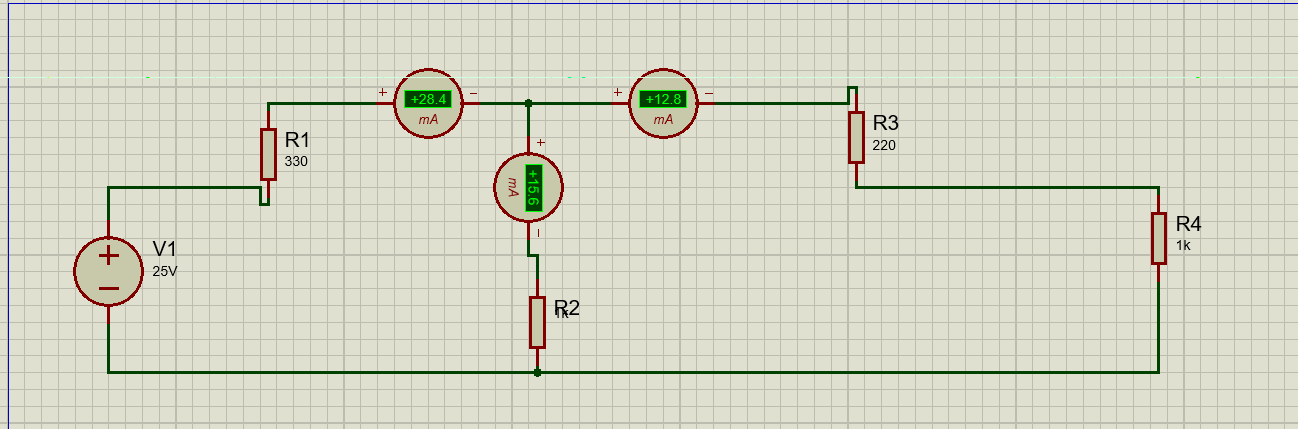 + +28.4 − + +12.8 −
mA mA
R1
330
R3
220
+
+15.6
mA
−
R4
1k
V1
25V
R2
1k